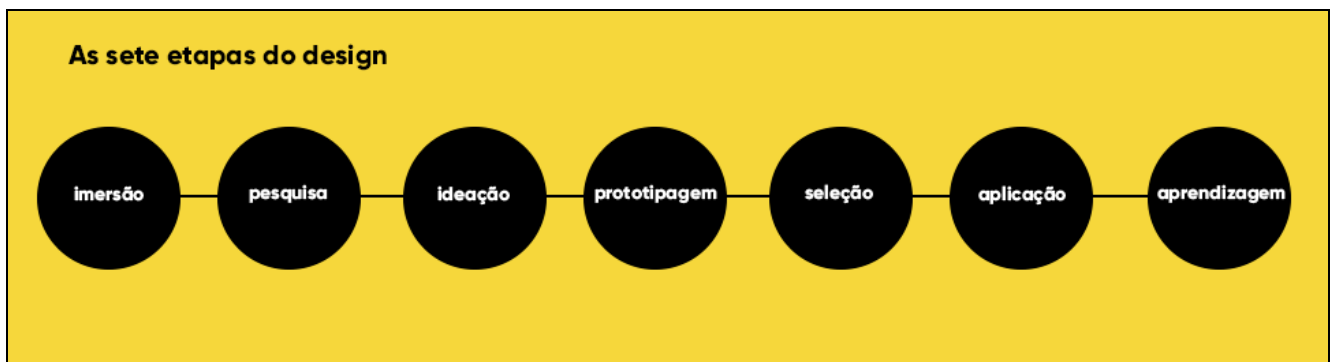 As sete etapas do design
imersão
pesquisa
ideação
prototipagem
seleção
aplicação
aprendizagem